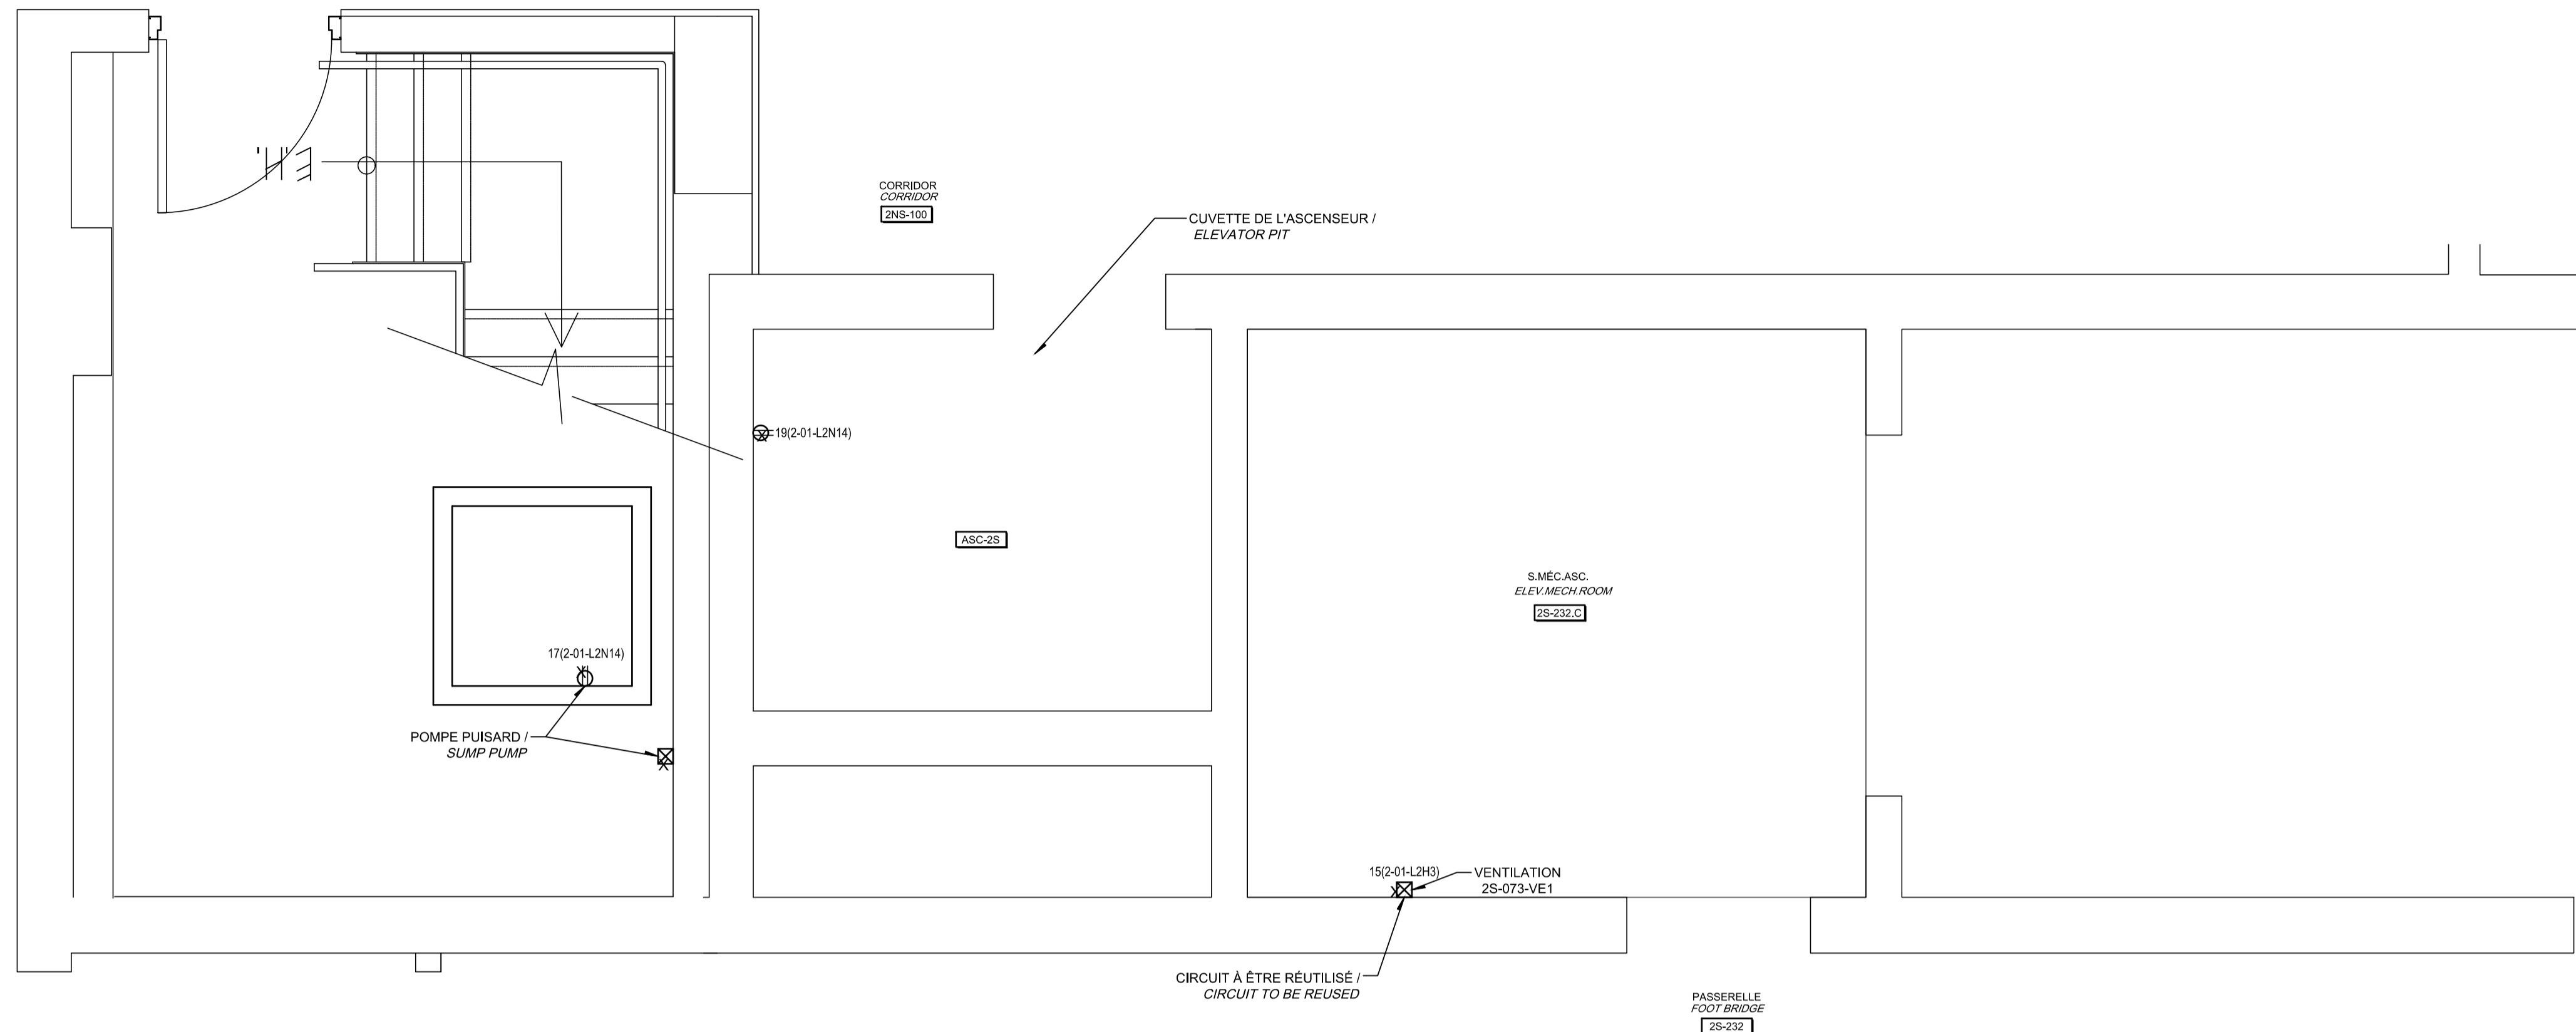 CORRIDOR
CORRIDOR
2NS-100
CUVETTE DE L'ASCENSEUR /
ELEVATOR PIT
19(2-01-L2N14)
ASC-2S
S.MÉC.ASC.
ELEV.MECH.ROOM
2S-232.C
17(2-01-L2N14)
POMPE PUISARD /
SUMP PUMP
15(2-01-L2H3)
VENTILATION
2S-073-VE1
CIRCUIT À ÊTRE RÉUTILISÉ /
CIRCUIT TO BE REUSED
PASSERELLE
FOOT BRIDGE
2S-232